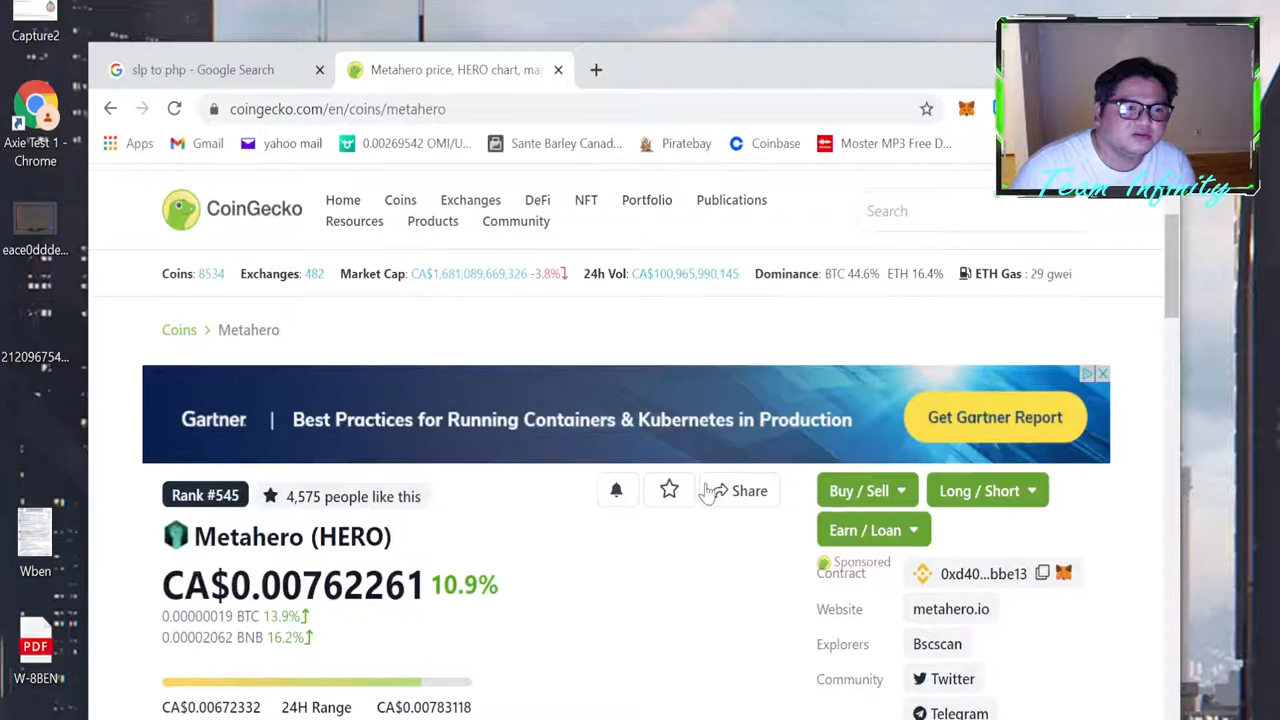 Capture2
slp to php - Google Search
Metahero price, HERO chart, mar
coingecko.com/en/coins/metahero
Axie Test 1 -
Chrome
Apps
Gmail
yahoo mail
0.00269542 OMI/U...
Sante Barley Canad...
Piratebay
Coinbase
Moster MP3 Free D...
Team Infinity
CoinGecko
Home
Coins
Exchanges
DeFi
NFT
Portfolio
Publications
Resources
Products
Community
Search
eace0ddde...
Coins: 8534
Exchanges: 482
Market Cap: CA$1,681,089,669,326 -3.8%
24h Vol: CA$100,965,990,145
Dominance: BTC 44.6% ETH 16.4%
ETH Gas : 29 gwei
Coins > Metahero
212096754...
Gartner | Best Practices for Running Containers & Kubernetes in Production
Get Gartner Report
Rank #545
4,575 people like this
Share
Buy / Sell
Long / Short
Earn / Loan
Metahero (HERO)
Sponsored
CA$0.00762261 10.9%
Contract
0xd40...bbe13
Wben
0.00000019 BTC 13.9%
0.00002062 BNB 16.2%
Website
metahero.io
Explorers
Bscscan
PDF
W-8BEN
Community
Twitter
Telegram
CA$0.00672332
24H Range
CA$0.00783118